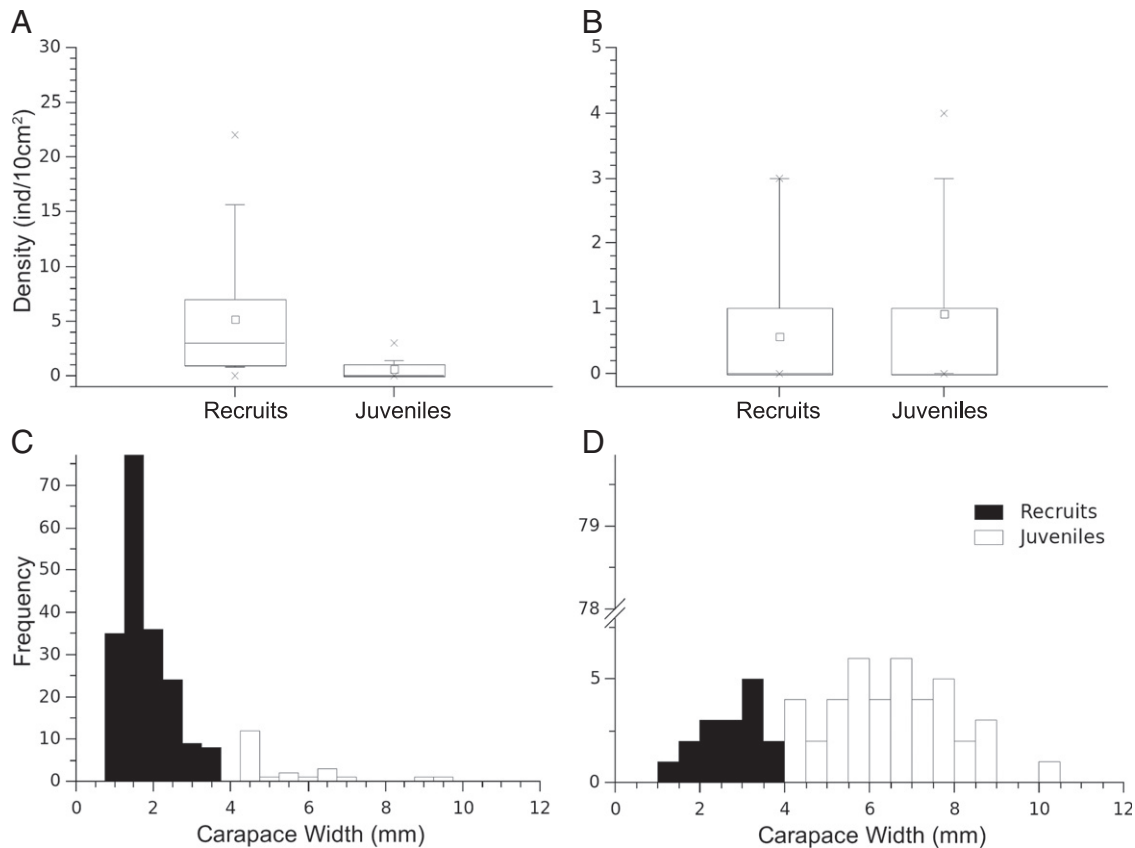 A
30
25
20
15
10
5
0
Density (ind/10cm²)
Recruits Juveniles
B
5
4
3
2
1
0
Recruits Juveniles
C
70
60
50
40
30
20
10
0
Frequency
0 2 4 6 8 10 12
Carapace Width (mm)
D
79
78
5
0
Recruits
Juveniles
0 2 4 6 8 10 12
Carapace Width (mm)